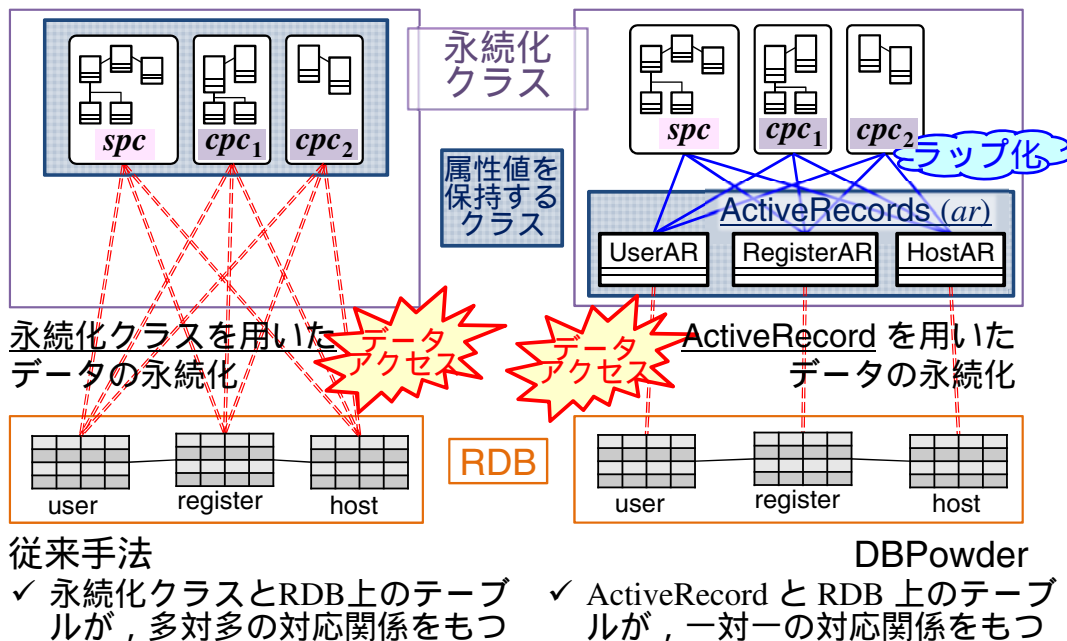 永続化
クラス
spc
cpc1
cpc2
属性値を
保持する
クラス
永続化クラスを用いた
データの永続化
データ
アクセス
user
register
host
RDB
従来手法
✓ 永続化クラスとRDB上のテーブ
ルが，多対多の対応関係をもつ
spc
cpc1
cpc2
ラップ化
ActiveRecords (ar)
UserAR
RegisterAR
HostAR
データ
アクセス
ActiveRecord を用いた
データの永続化
user
register
host
DBPowder
✓ ActiveRecord と RDB 上のテーブ
ルが，一対一の対応関係をもつ